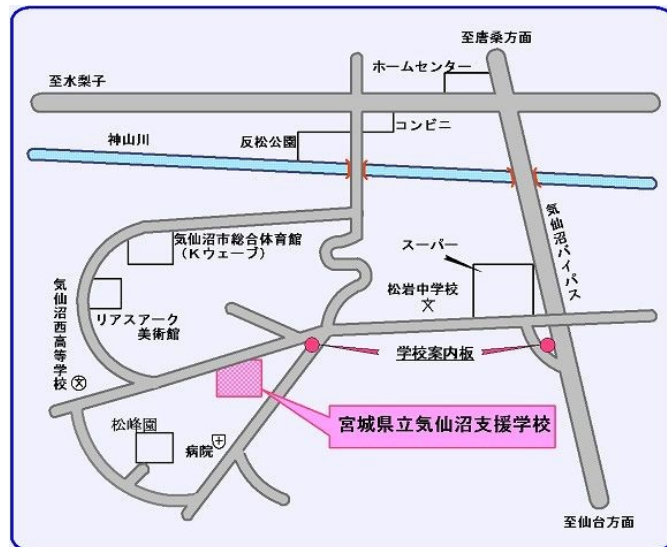 至唐桑方面
ホームセンター
至水梨子
コンビニ
神山川
反松公園
気仙沼バイパス
気仙沼市総合体育館
(Kウェーブ)
スーパー
松岩中学校
文
リアスアーク
美術館
気仙沼西高等学校
文
学校案内板
宮城県立気仙沼支援学校
松峰園
病院
至仙台方面